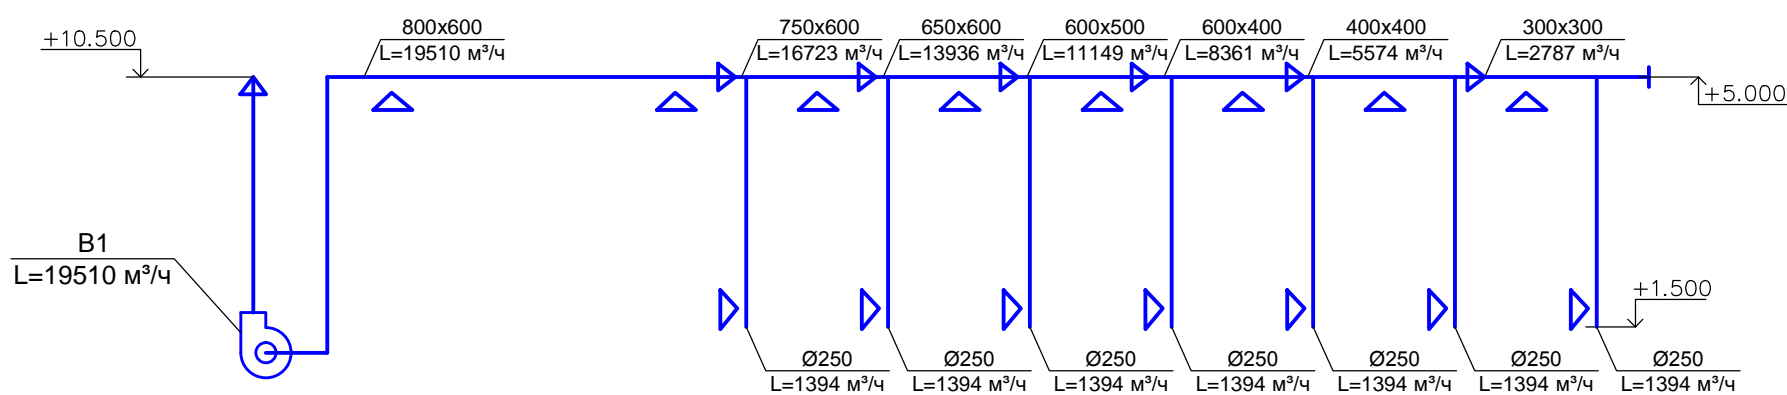 800x600
L=19510 м³/ч
750x600
L=16723 м³/ч
650x600
L=13936 м³/ч
600x500
L=11149 м³/ч
600x400
L=8361 м³/ч
400x400
L=5574 м³/ч
300x300
L=2787 м³/ч
+10.500
+5.000
В1
L=19510 м³/ч
+1.500
Ø250
L=1394 м³/ч
Ø250
L=1394 м³/ч
Ø250
L=1394 м³/ч
Ø250
L=1394 м³/ч
Ø250
L=1394 м³/ч
Ø250
L=1394 м³/ч
Ø250
L=1394 м³/ч